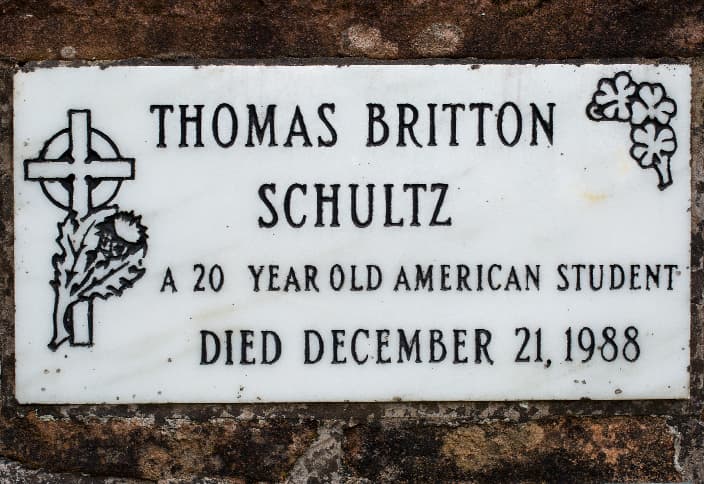 THOMAS BRITTON
SCHULTZ
A 20 YEAR OLD AMERICAN STUDENT
DIED DECEMBER 21, 1988